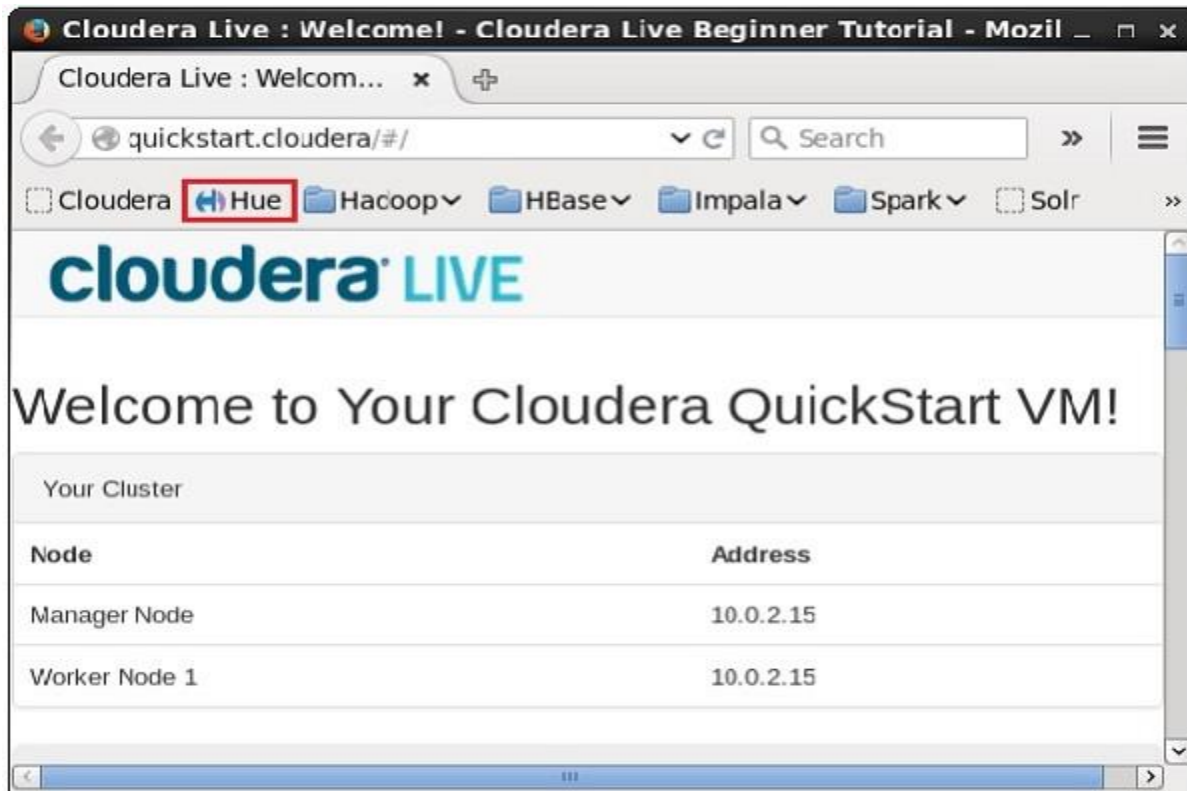 Cloudera Live : Welcome! - Cloudera Live Beginner Tutorial - Mozil
Cloudera Live : Welcom...
quickstart.cloudera/#/ Search »
Cloudera Hue Hadoop HBase Impala Spark Solr »
cloudera LIVE
Welcome to Your Cloudera QuickStart VM!
Your Cluster
Node Address
Manager Node 10.0.2.15
Worker Node 1 10.0.2.15